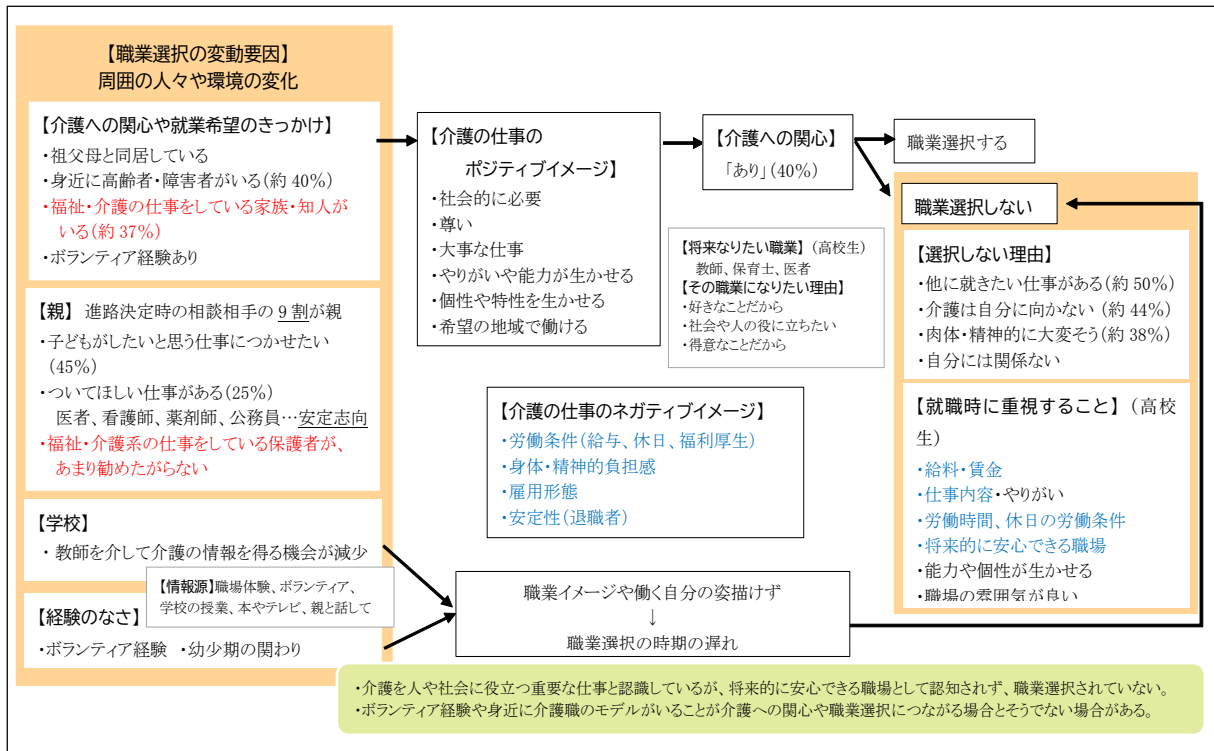 【職業選択の変動要因】
周囲の人々や環境の変化
【介護への関心や就業希望のきっかけ】
・祖父母と同居している
・身近に高齢者・障害者がいる(約 40%)
・福祉・介護の仕事をしている家族・知人が
いる(約 37%)
・ボランティア経験あり
【親】 進路決定時の相談相手の 9 割が親
・子どもがしたいと思う仕事につかせたい
(45%)
・ついてほしい仕事がある(25%)
医者、看護師、薬剤師、公務員…安定志向
・福祉・介護系の仕事をしている保護者が、
あまり勧めたがらない
【学校】
・ 教師を介して介護の情報を得る機会が減少
【情報源】職場体験、ボランティア、
学校の授業、本やテレビ、親と話して
【経験のなさ】
・ボランティア経験 ・幼少期の関わり
【介護の仕事の
ポジティブイメージ】
・社会的に必要
・尊い
・大事な仕事
・やりがいや能力が生かせる
・個性や特性を生かせる
・希望の地域で働ける
【介護への関心】
「あり」(40%)
【将来なりたい職業】 (高校生)
教師、保育士、医者
【その職業になりたい理由】
・好きなことだから
・社会や人の役に立ちたい
・得意なことだから
【介護の仕事のネガティブイメージ】
・労働条件(給与、休日、福利厚生)
・身体・精神的負担感
・雇用形態
・安定性(退職者)
職業イメージや働く自分の姿描けず
↓
職業選択の時期の遅れ
職業選択する
職業選択しない
【選択しない理由】
・他に就きたい仕事がある(約 50%)
・介護は自分に向かない (約 44%)
・肉体・精神的に大変そう(約 38%)
・自分には関係ない
【就職時に重視すること】 (高校
生)
・給料・賃金
・仕事内容・やりがい
・労働時間、休日の労働条件
・将来的に安心できる職場
・能力や個性が生かせる
・職場の雰囲気が良い
・介護を人や社会に役立つ重要な仕事と認識しているが、将来的に安心できる職場として認知されず、職業選択されていない。
・ボランティア経験や身近に介護職のモデルがいることが介護への関心や職業選択につながる場合とそうでない場合がある。